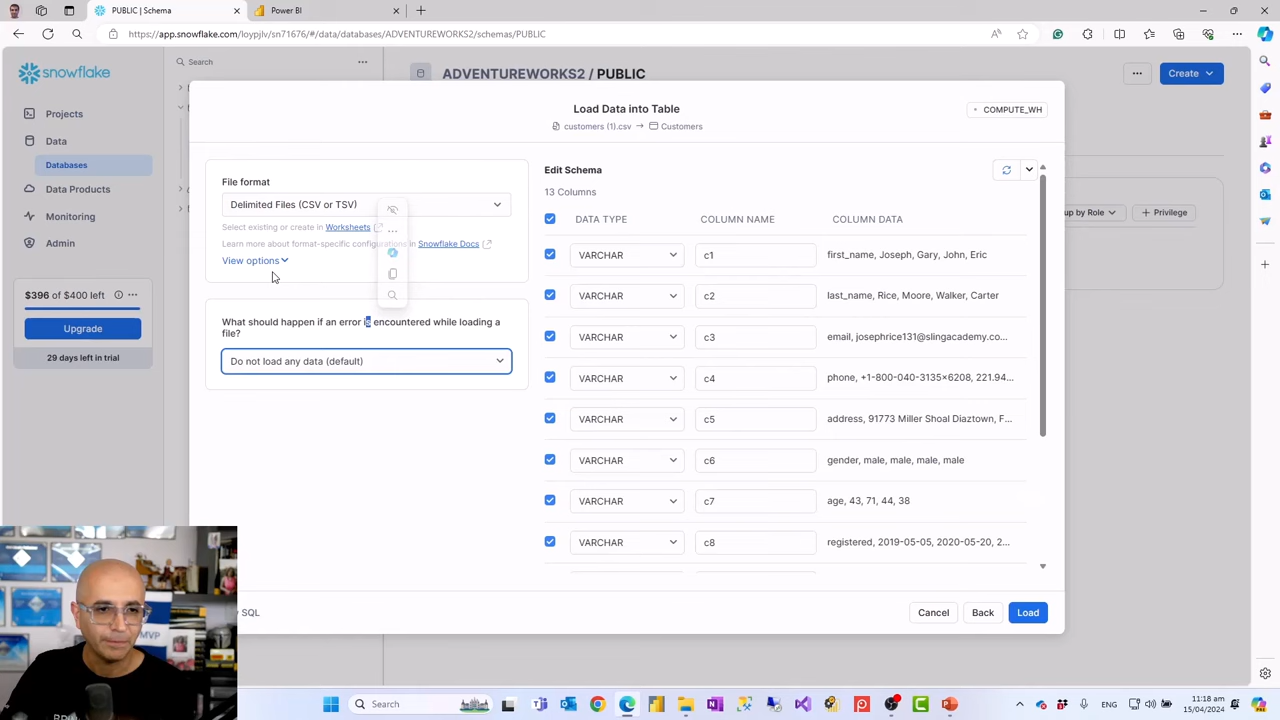 PUBLIC | Schema
Power BI
https://app.snowflake.com/loypjlv/sn71676/#/data/databases/ADVENTUREWORKS2/schemas/PUBLIC
snowflake
Search
ADVENTUREWORKS2 / PUBLIC
Create
Projects
Data
Databases
Data Products
Monitoring
Admin
$396 of $400 left
Upgrade
29 days left in trial
up by Role
Privilege
Load Data into Table
customers (1).csv → Customers
COMPUTE_WH
File format
Delimited Files (CSV or TSV)
Select existing or create in Worksheets
Learn more about format-specific configurations in Snowflake Docs
View options
What should happen if an error is encountered while loading a
file?
Do not load any data (default)
Edit Schema
13 Columns
DATA TYPE COLUMN NAME COLUMN DATA
VARCHAR c1 first_name, Joseph, Gary, John, Eric
VARCHAR c2 last_name, Rice, Moore, Walker, Carter
VARCHAR c3 email, josephrice131@slingacademy.co...
VARCHAR c4 phone, +1-800-040-3135x6208, 221.94...
VARCHAR c5 address, 91773 Miller Shoal Diaztown, F...
VARCHAR c6 gender, male, male, male, male
VARCHAR c7 age, 43, 71, 44, 38
VARCHAR c8 registered, 2019-05-05, 2020-05-20, 2...
SQL
Cancel
Back
Load
MVP
Search
ENG
11:18 am
15/04/2024